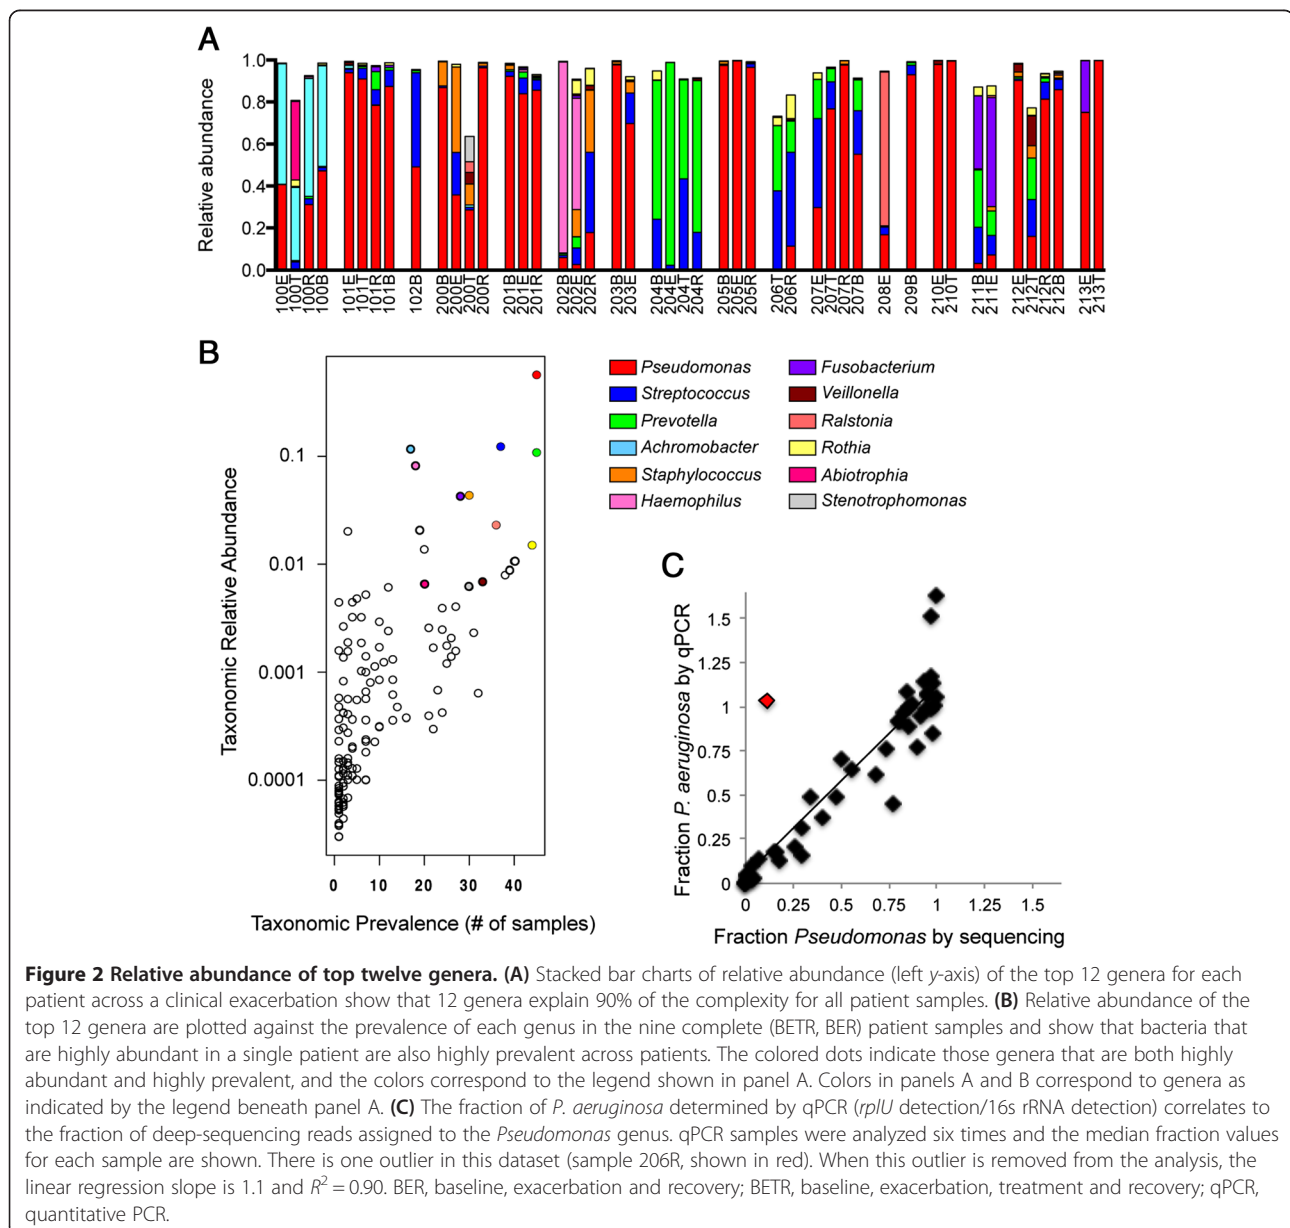 A
Relative abundance
1.0
0.8
0.6
0.4
0.2
0.0
100E 100T 100R 100B 101E 101T 101R 101B 102B 200B 200E 200T 200R 201B 201E 201R 202B 202E 202R 203B 203E 204B 204E 204T 204R 205B 205E 205R 206T 206R 207E 207T 207R 207B 208E 209B 210E 210T 211B 211E 212E 212T 212R 212B 213E 213T
B
Taxonomic Relative Abundance
0.1
0.01
0.001
0.0001
0 10 20 30 40
Taxonomic Prevalence (# of samples)
Pseudomonas
Streptococcus
Prevotella
Achromobacter
Staphylococcus
Haemophilus
Fusobacterium
Veillonella
Ralstonia
Rothia
Abiotrophia
Stenotrophomonas
C
Fraction P. aeruginosa by qPCR
1.5
1.25
1
0.75
0.5
0.25
0
0 0.25 0.5 0.75 1 1.25 1.5
Fraction Pseudomonas by sequencing
Figure 2 Relative abundance of top twelve genera. (A) Stacked bar charts of relative abundance (left y-axis) of the top 12 genera for each
patient across a clinical exacerbation show that 12 genera explain 90% of the complexity for all patient samples. (B) Relative abundance of the
top 12 genera are plotted against the prevalence of each genus in the nine complete (BETR, BER) patient samples and show that bacteria that
are highly abundant in a single patient are also highly prevalent across patients. The colored dots indicate those genera that are both highly
abundant and highly prevalent, and the colors correspond to the legend shown in panel A. Colors in panels A and B correspond to genera as
indicated by the legend beneath panel A. (C) The fraction of P. aeruginosa determined by qPCR (rplU detection/16s rRNA detection) correlates to
the fraction of deep-sequencing reads assigned to the Pseudomonas genus. qPCR samples were analyzed six times and the median fraction values
for each sample are shown. There is one outlier in this dataset (sample 206R, shown in red). When this outlier is removed from the analysis, the
linear regression slope is 1.1 and R² = 0.90. BER, baseline, exacerbation and recovery; BETR, baseline, exacerbation, treatment and recovery; qPCR,
quantitative PCR.